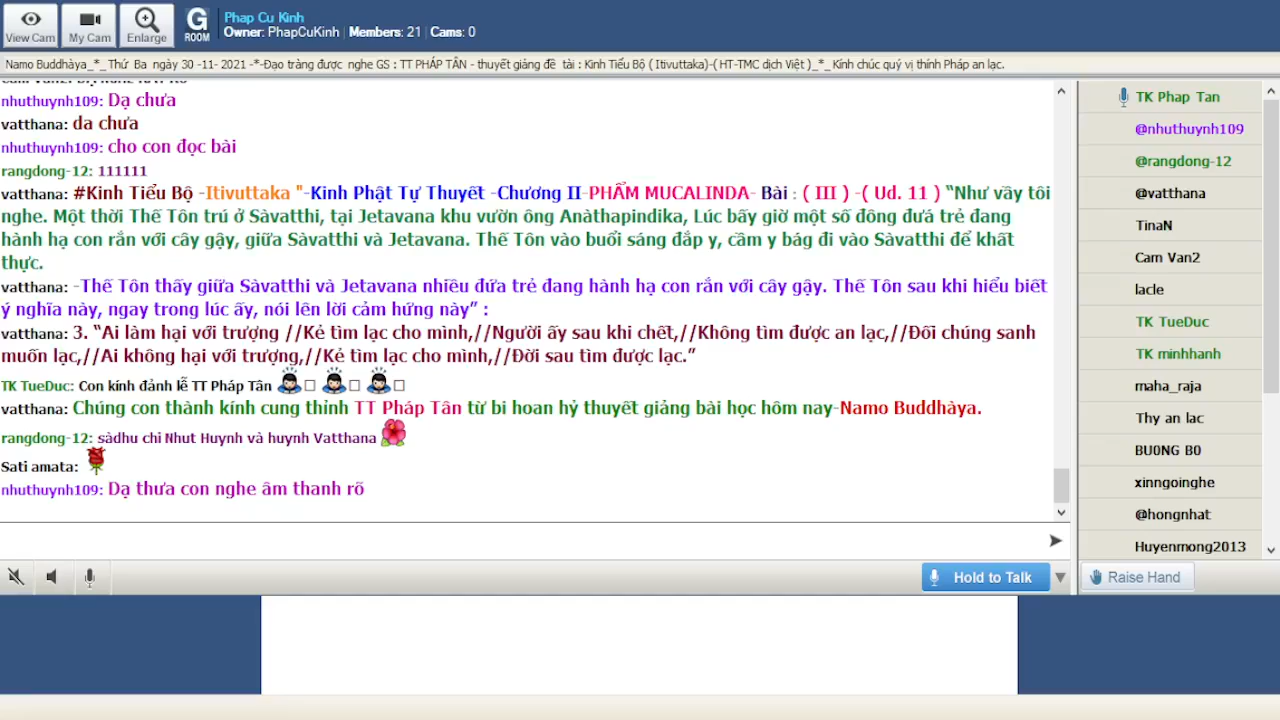 View Cam
My Cam
Enlarge
G
ROOM
Phap Cu Kinh
Owner: PhapCuKinh | Members: 21 | Cams: 0
Namo Buddhàya_*_Thứ Ba ngày 30 -11- 2021 -*-Đạo tràng được nghe GS : TT PHÁP TÂN - thuyết giảng đề tài : Kinh Tiểu Bộ ( Itivuttaka)-( HT-TMC dịch Việt )_*_Kính chúc quý vị thính Pháp an lạc.
nhuthuynh109: Dạ chưa
vatthana: da chưa
nhuthuynh109: cho con đọc bài
rangdong-12: 111111
vatthana: #Kinh Tiểu Bộ -Itivuttaka "-Kinh Phật Tự Thuyết -Chương II-PHẨM MUCALINDA- Bài : ( III ) -( Ud. 11 ) “Như vầy tôi
nghe. Một thời Thế Tôn trú ở Sàvatthi, tại Jetavana khu vườn ông Anàthapindika, Lúc bấy giờ một số đông đưá trẻ đang
hành hạ con rắn với cây gậy, giữa Sàvatthi và Jetavana. Thế Tôn vào buổi sáng đắp y, cầm y bág đi vào Sàvatthi để khất
thực.
vatthana: -Thế Tôn thấy giữa Sàvatthi và Jetavana nhiều đứa trẻ đang hành hạ con rắn với cây gậy. Thế Tôn sau khi hiểu biết
ý nghĩa này, ngay trong lúc ấy, nói lên lời cảm hứng này” :
vatthana: 3. “Ai làm hại với trượng //Kẻ tìm lạc cho mình,//Người ấy sau khi chết,//Không tìm được an lạc,//Đối chúng sanh
muốn lạc,//Ai không hại với trượng,//Kẻ tìm lạc cho mình,//Đời sau tìm được lạc.”
TK TueDuc: Con kính đảnh lễ TT Pháp Tân
vatthana: Chúng con thành kính cung thỉnh TT Pháp Tân từ bi hoan hỷ thuyết giảng bài học hôm nay-Namo Buddhàya.
rangdong-12: sàdhu chị Nhut Huynh và huynh Vatthana
Sati amata:
nhuthuynh109: Dạ thưa con nghe âm thanh rõ
Hold to Talk
TK Phap Tan
@nhuthuynh109
@rangdong-12
@vatthana
TinaN
Cam Van2
lacle
TK TueDuc
TK minhhanh
maha_raja
Thy an lac
BU0NG B0
xinngoinghe
@hongnhat
Huyenmong2013
Raise Hand